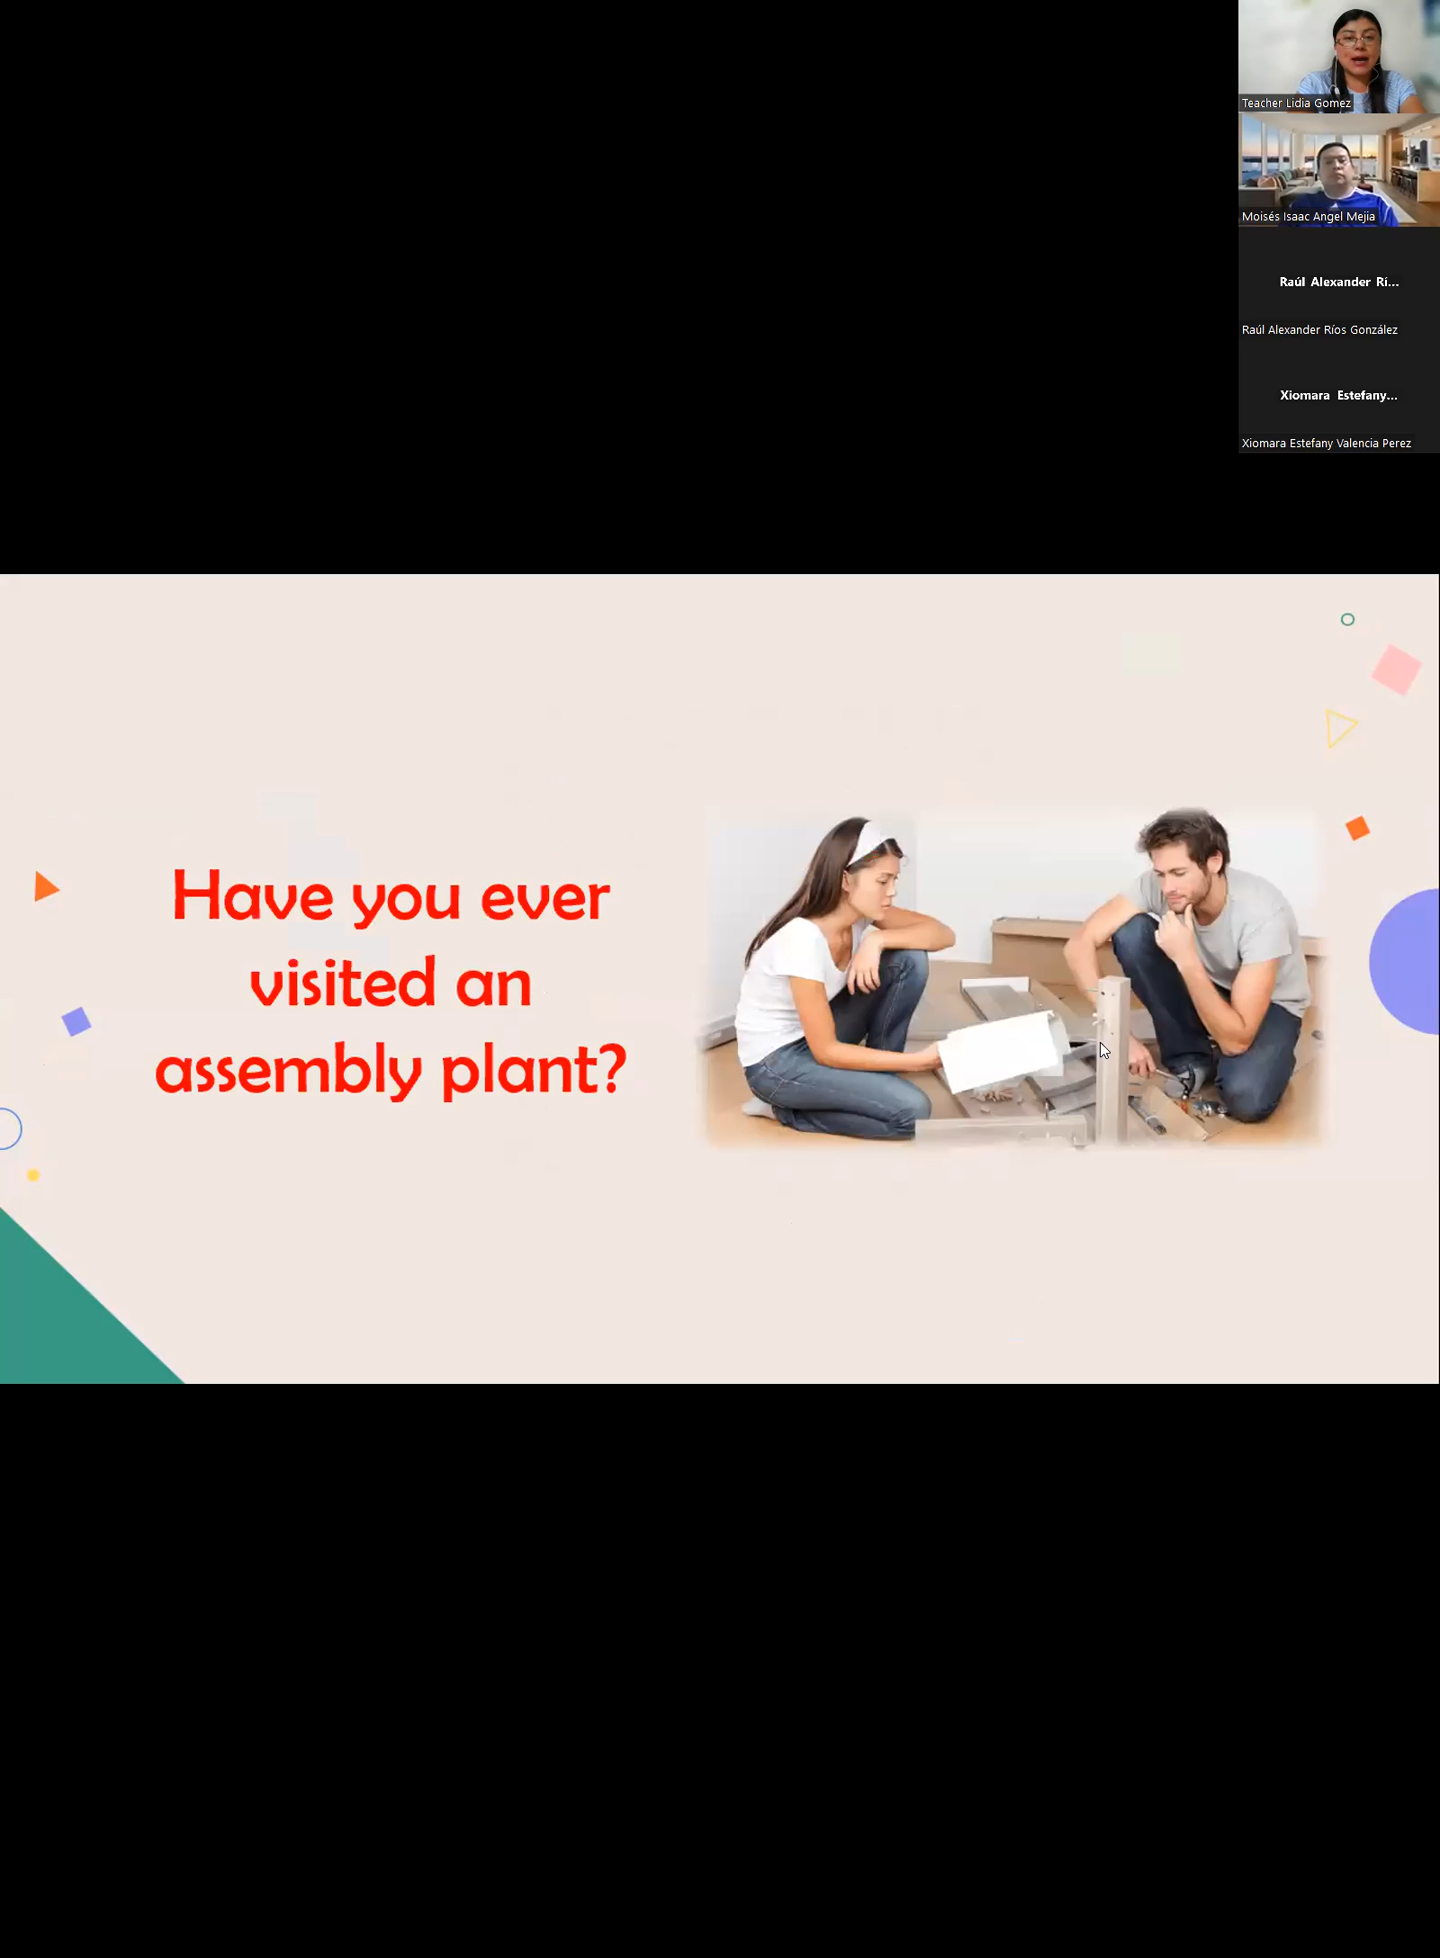 Teacher Lidia Gomez
Moisés Isaac Angel Mejia
Raúl Alexander Rí...
Raúl Alexander Ríos González
Xiomara Estefany...
Xiomara Estefany Valencia Perez
Have you ever
visited an
assembly plant?